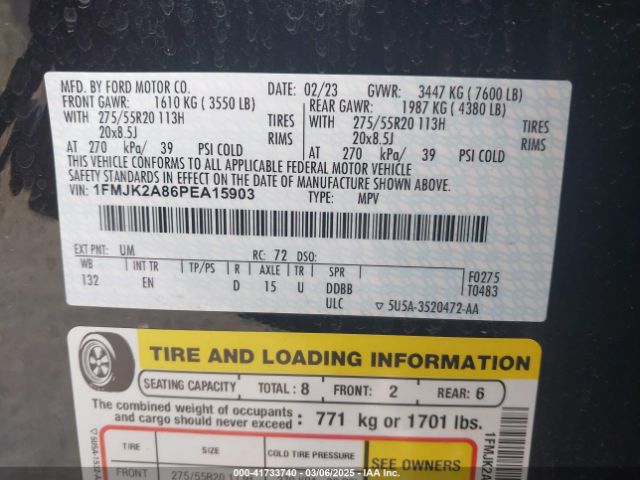 MFD. BY FORD MOTOR CO.
DATE: 02/23 GVWR: 3447 KG ( 7600 LB)
FRONT GAWR: 1610 KG ( 3550 LB)
REAR GAWR: 1987 KG ( 4380 LB)
WITH 275/55R20 113H TIRES
WITH 275/55R20 113H TIRES
20x8.5J RIMS
20x8.5J RIMS
AT 270 kPa/ 39 PSI COLD
AT 270 kPa/ 39 PSI COLD
THIS VEHICLE CONFORMS TO ALL APPLICABLE FEDERAL MOTOR VEHICLE
SAFETY STANDARDS IN EFFECT ON THE DATE OF MANUFACTURE SHOWN ABOVE.
VIN: 1FMJK2A86PEA15903
TYPE: MPV
EXT PNT: UM RC: 72 DSO:
WB INT TR TP/PS R AXLE TR SPR
132 EN D 15 U DDBB
ULC
F0275
T0483
▽ 5U5A-3520472-AA
TIRE AND LOADING INFORMATION
SEATING CAPACITY TOTAL : 8 FRONT: 2 REAR: 6
The combined weight of occupants
and cargo should never exceed : 771 kg or 1701 lbs.
TIRE SIZE COLD TIRE PRESSURE
SEE OWNERS
FRONT 275/55R20
1FMJK2A
IAA 41733740 - 03/06/2025 - Copyright © IAA, LLC